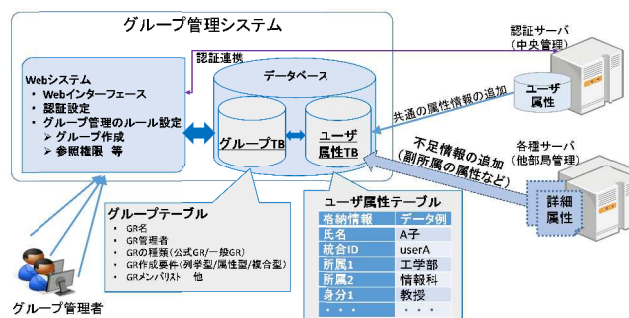 グループ管理システム
認証サーバ
（中央管理）
認証連携
Webシステム
・ Webインターフェース
・ 認証設定
・ グループ管理のルール設定
➢ グループ作成
➢ 参照権限 等
データベース
グループTB
ユーザ
属性TB
ユーザ
属性
共通の属性情報の追加
不足情報の追加
（副所属の属性など）
各種サーバ
（他部局管理）
詳細
属性
グループテーブル
・ GR名
・ GR管理者
・ GRの種類(公式GR/一般GR)
・ GR作成要件(列挙型/属性型/複合型)
・ GRメンバリスト 他
ユーザ属性テーブル
格納情報 データ例
氏名 A子
統合ID userA
所属1 工学部
所属2 情報科
身分1 教授
・・・ ・・・
グループ管理者